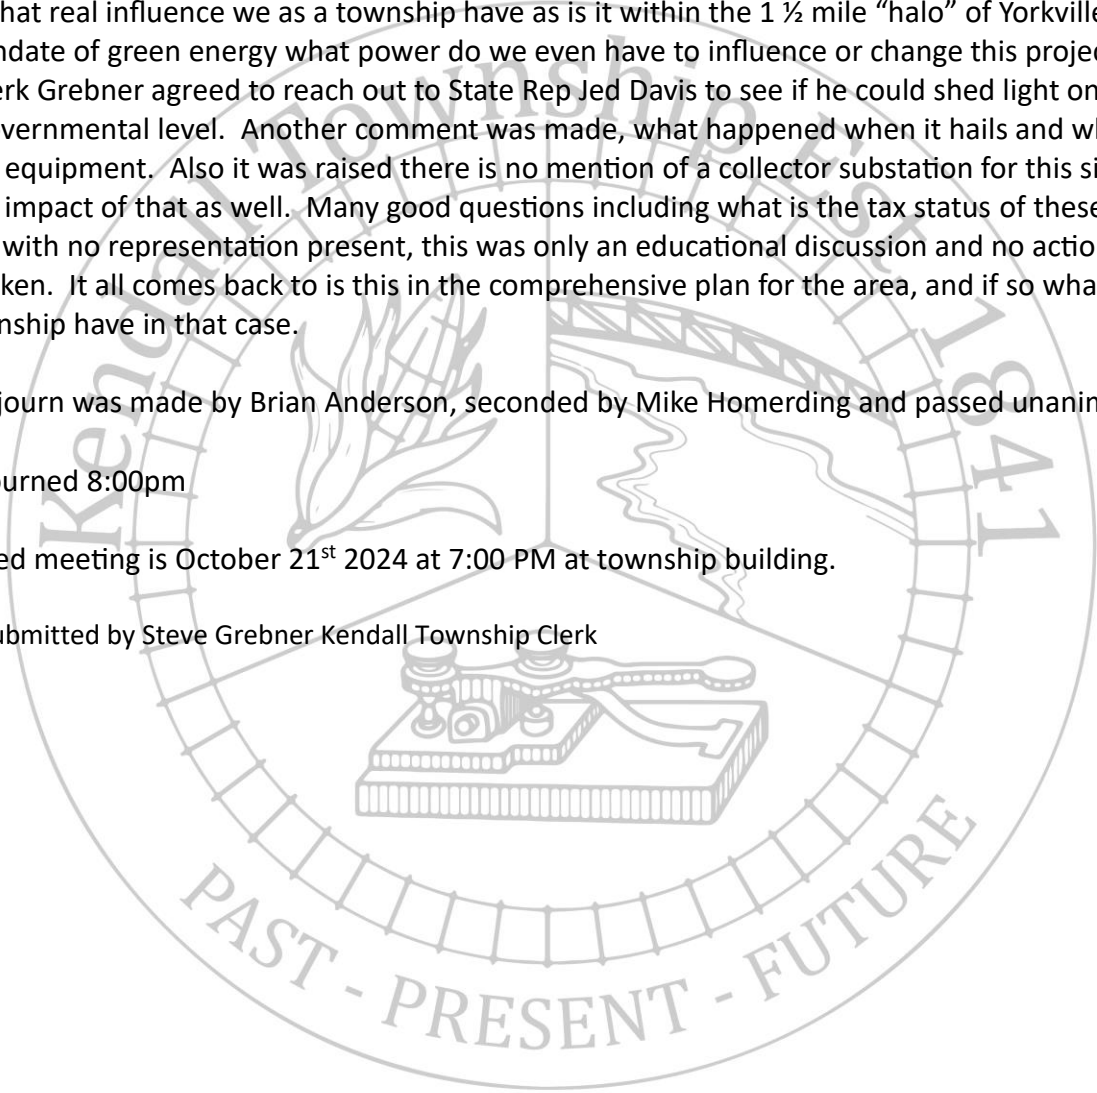 hat real influence we as a township have as is it within the 1 ½ mile “halo” of Yorkville
ndate of green energy what power do we even have to influence or change this projec
erk Grebner agreed to reach out to State Rep Jed Davis to see if he could shed light on
vernmental level. Another comment was made, what happened when it hails and wh
equipment. Also it was raised there is no mention of a collector substation for this si
impact of that as well. Many good questions including what is the tax status of these
with no representation present, this was only an educational discussion and no actio
ken. It all comes back to is this in the comprehensive plan for the area, and if so wha
nship have in that case.
journ was made by Brian Anderson, seconded by Mike Homerding and passed unanin
ourned 8:00pm
ed meeting is October 21st 2024 at 7:00 PM at township building.
ubmitted by Steve Grebner Kendall Township Clerk
Kendall Township Est. 1841
PAST - PRESENT - FUTURE